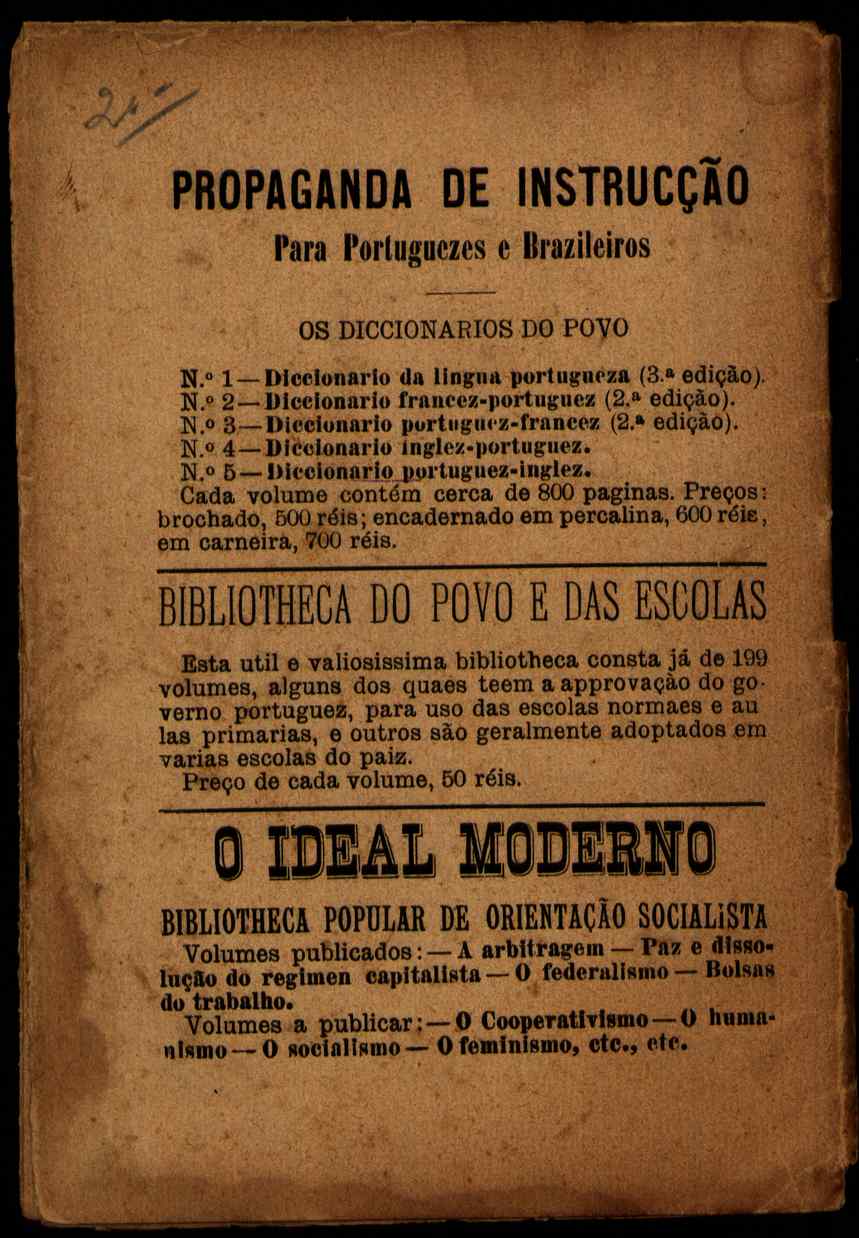 PROPAGANDA DE INSTRUCÇÃO
Para Portuguezes e Brazileiros
OS DICCIONARIOS DO POVO
N.º 1—Diccionario da lingua portugueza (3.ª edição).
N.º 2—Diccionario francez-portuguez (2.ª edição).
N.º 3—Diccionario portuguez-francez (2.ª edição).
N.º 4—Diccionario inglez-portuguez.
N.º 5—Diccionario portuguez-inglez.
Cada volume contém cerca de 800 paginas. Preços:
brochado, 500 réis; encadernado em percalina, 600 réis,
em carneira, 700 réis.
BIBLIOTHECA DO POVO E DAS ESCOLAS
Esta util e valiosissima bibliotheca consta já de 199
volumes, alguns dos quaes teem a approvação do go-
verno portuguez, para uso das escolas normaes e au
las primarias, e outros são geralmente adoptados em
varias escolas do paiz.
Preço de cada volume, 50 réis.
O IDEAL MODERNO
BIBLIOTHECA POPULAR DE ORIENTAÇÃO SOCIALiSTA
Volumes publicados:—A arbitragem—Paz e disso-
lução do regimen capitalista—O federalismo—Bolsas
do trabalho.
Volumes a publicar:—O Cooperativismo—O huma-
nismo—O socialismo—O feminismo, etc., etc.